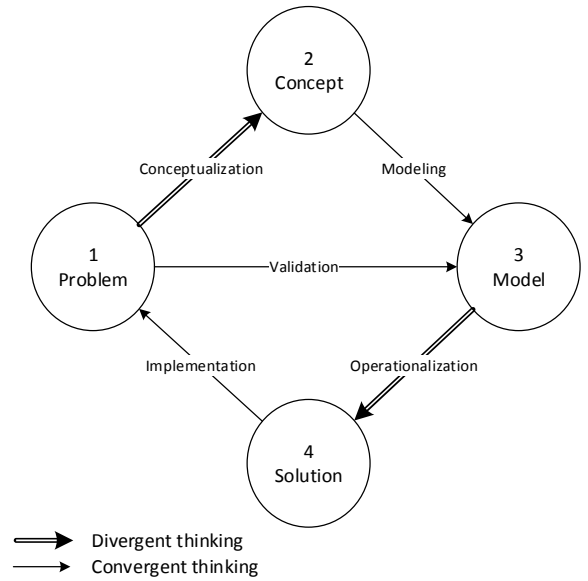 2
Concept
Conceptualization
Modeling
1
Problem
Validation
3
Model
Implementation
Operationalization
4
Solution
Divergent thinking
Convergent thinking